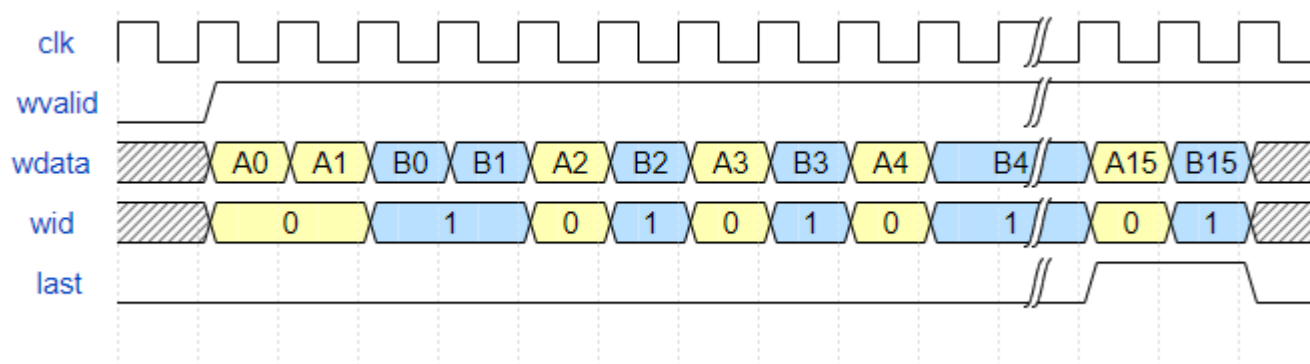 clk
wvalid
wdata A0 A1 B0 B1 A2 B2 A3 B3 A4 B4 A15 B15
wid 0 1 0 1 0 1 0 1 0 1
last